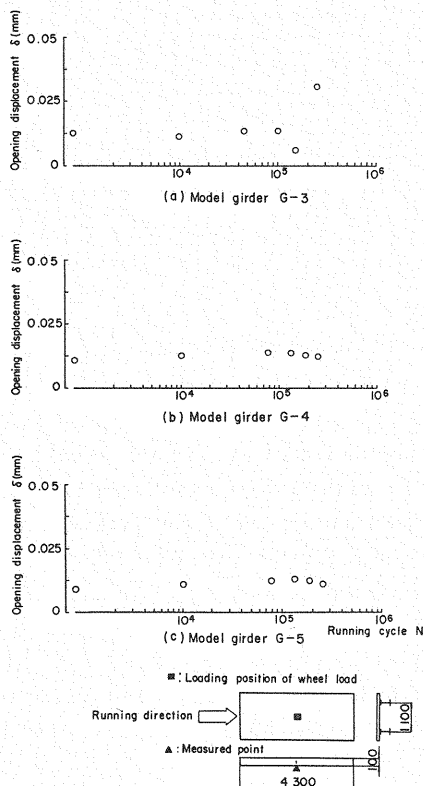 Opening displacement δ (mm)
0.05
0.025
0
10⁴
10⁵
10⁶
(a) Model girder G-3
Opening displacement δ (mm)
0.05
0.025
0
10⁴
10⁵
10⁶
(b) Model girder G-4
Opening displacement δ (mm)
0.05
0.025
0
10⁴
10⁵
10⁶
(c) Model girder G-5
Running cycle N
: Loading position of wheel load
Running direction
1100
▲ : Measured point
100
4 300